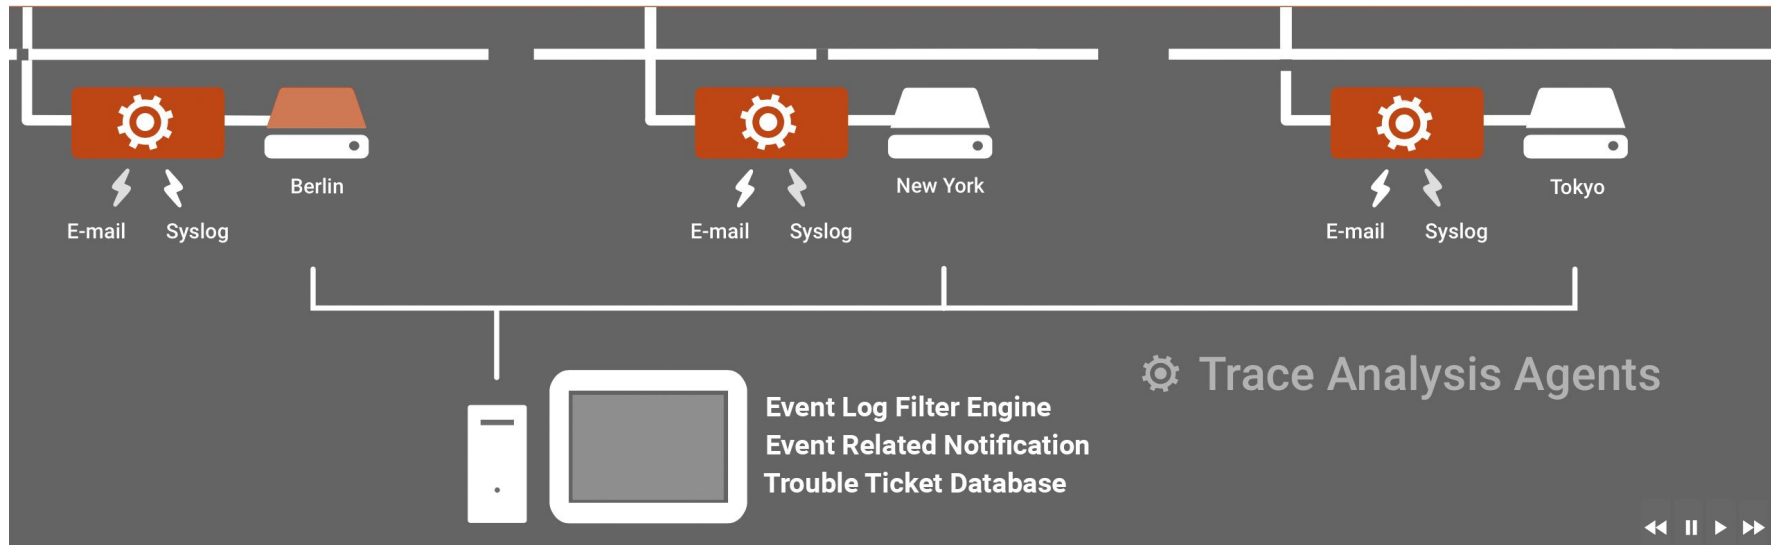 Berlin
E-mail Syslog
New York
E-mail Syslog
Tokyo
E-mail Syslog
Trace Analysis Agents
Event Log Filter Engine
Event Related Notification
Trouble Ticket Database